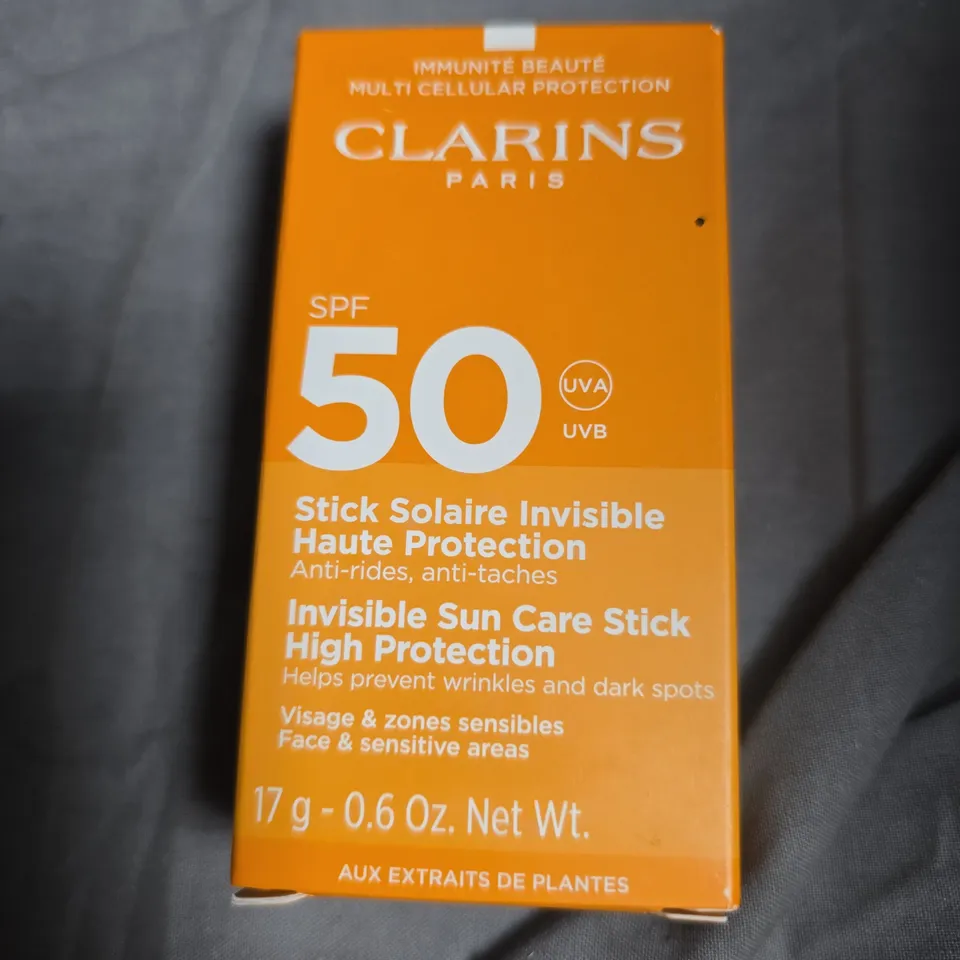 IMMUNITÉ BEAUTÉ
MULTI CELLULAR PROTECTION
CLARINS
PARIS
SPF
50
UVA
UVB
Stick Solaire Invisible
Haute Protection
Anti-rides, anti-taches
Invisible Sun Care Stick
High Protection
Helps prevent wrinkles and dark spots
Visage & zones sensibles
Face & sensitive areas
17 g - 0.6 Oz. Net Wt.
AUX EXTRAITS DE PLANTES